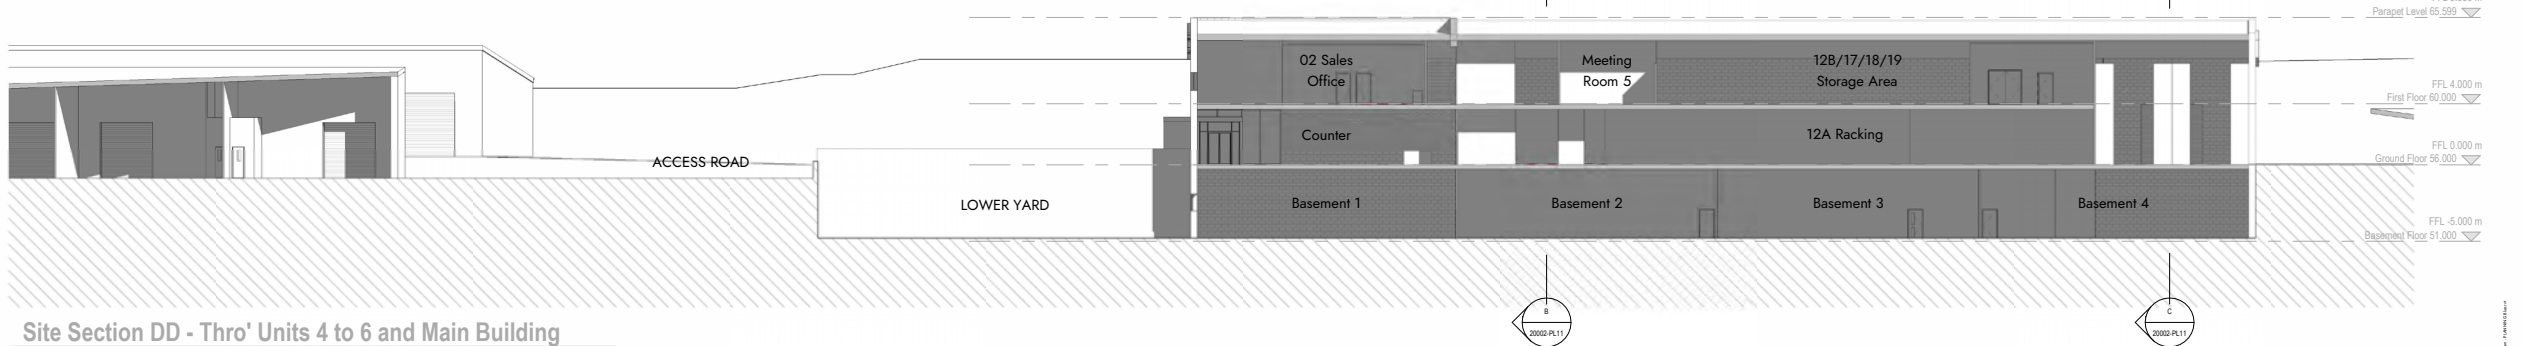 Parapet Level 65.599
02 Sales
Office
Meeting
Room 5
12B/17/18/19
Storage Area
FFL 4.000 m
First Floor 60.000
Counter
12A Racking
FFL 0.000 m
Ground Floor 56.000
ACCESS ROAD
LOWER YARD
Basement 1
Basement 2
Basement 3
Basement 4
FFL -5.000 m
Basement Floor 51.000
B
20002-PL11
C
20002-PL11
Site Section DD - Thro' Units 4 to 6 and Main Building